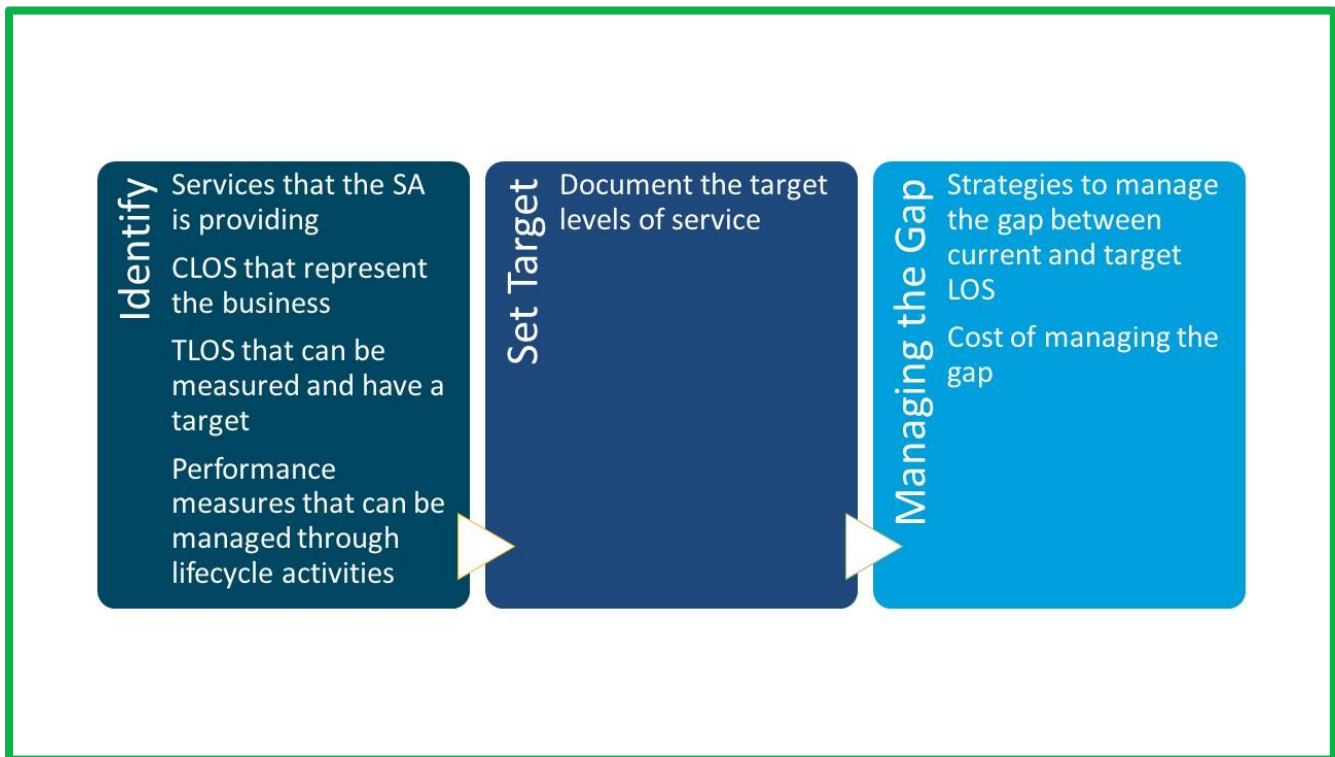 Identify
Services that the SA
is providing
CLOS that represent
the business
TLOS that can be
measured and have a
target
Performance
measures that can be
managed through
lifecycle activities
Set Target
Document the target
levels of service
Managing the Gap
Strategies to manage
the gap between
current and target
LOS
Cost of managing the
gap